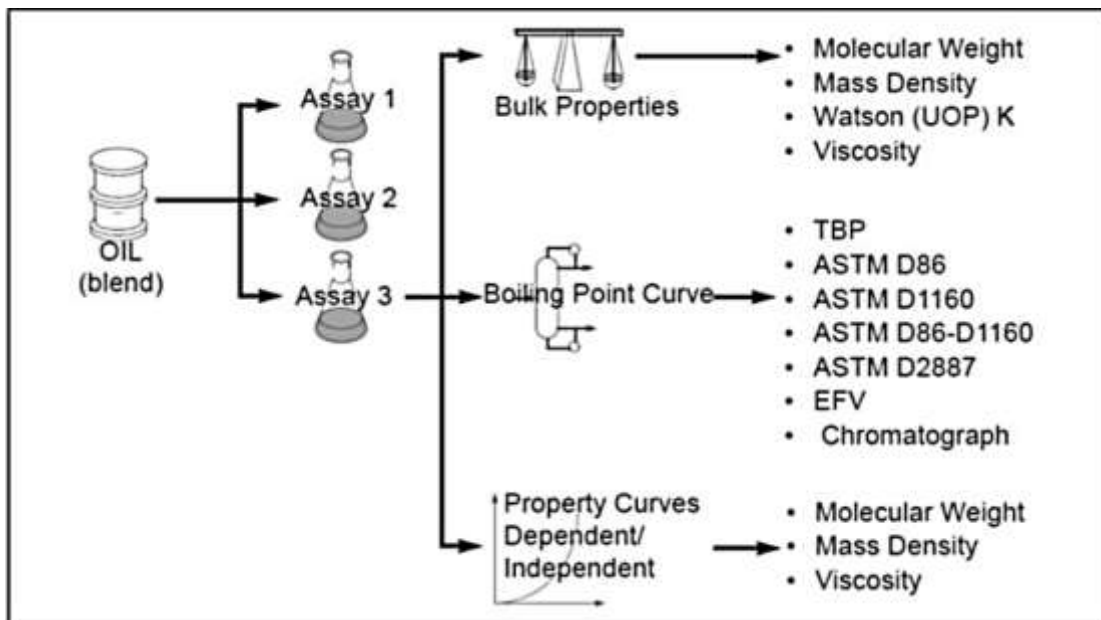 OIL
(blend)
Assay 1
Assay 2
Assay 3
Bulk Properties
• Molecular Weight
• Mass Density
• Watson (UOP) K
• Viscosity
Boiling Point Curve
• TBP
• ASTM D86
• ASTM D1160
• ASTM D86-D1160
• ASTM D2887
• EFV
• Chromatograph
Property Curves
Dependent/
Independent
• Molecular Weight
• Mass Density
• Viscosity